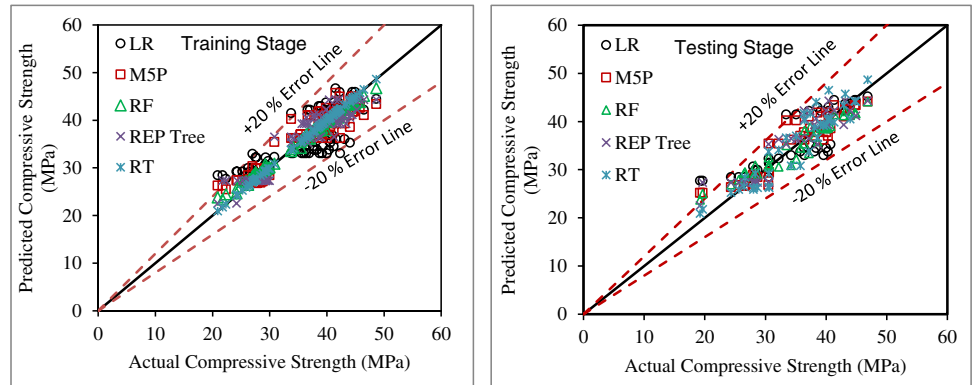 Predicted Compressive Strength
(MPa)
60
50
40
30
20
10
0
Training Stage
LR
M5P
RF
REP Tree
RT
+20 % Error Line
-20 % Error Line
0 10 20 30 40 50 60
Actual Compressive Strength (MPa)
Predicted Compressive Strength
(MPa)
60
50
40
30
20
10
0
Testing Stage
LR
M5P
RF
REP Tree
RT
+20 % Error Line
-20 % Error Line
0 10 20 30 40 50 60
Actual Compressive Strength (MPa)